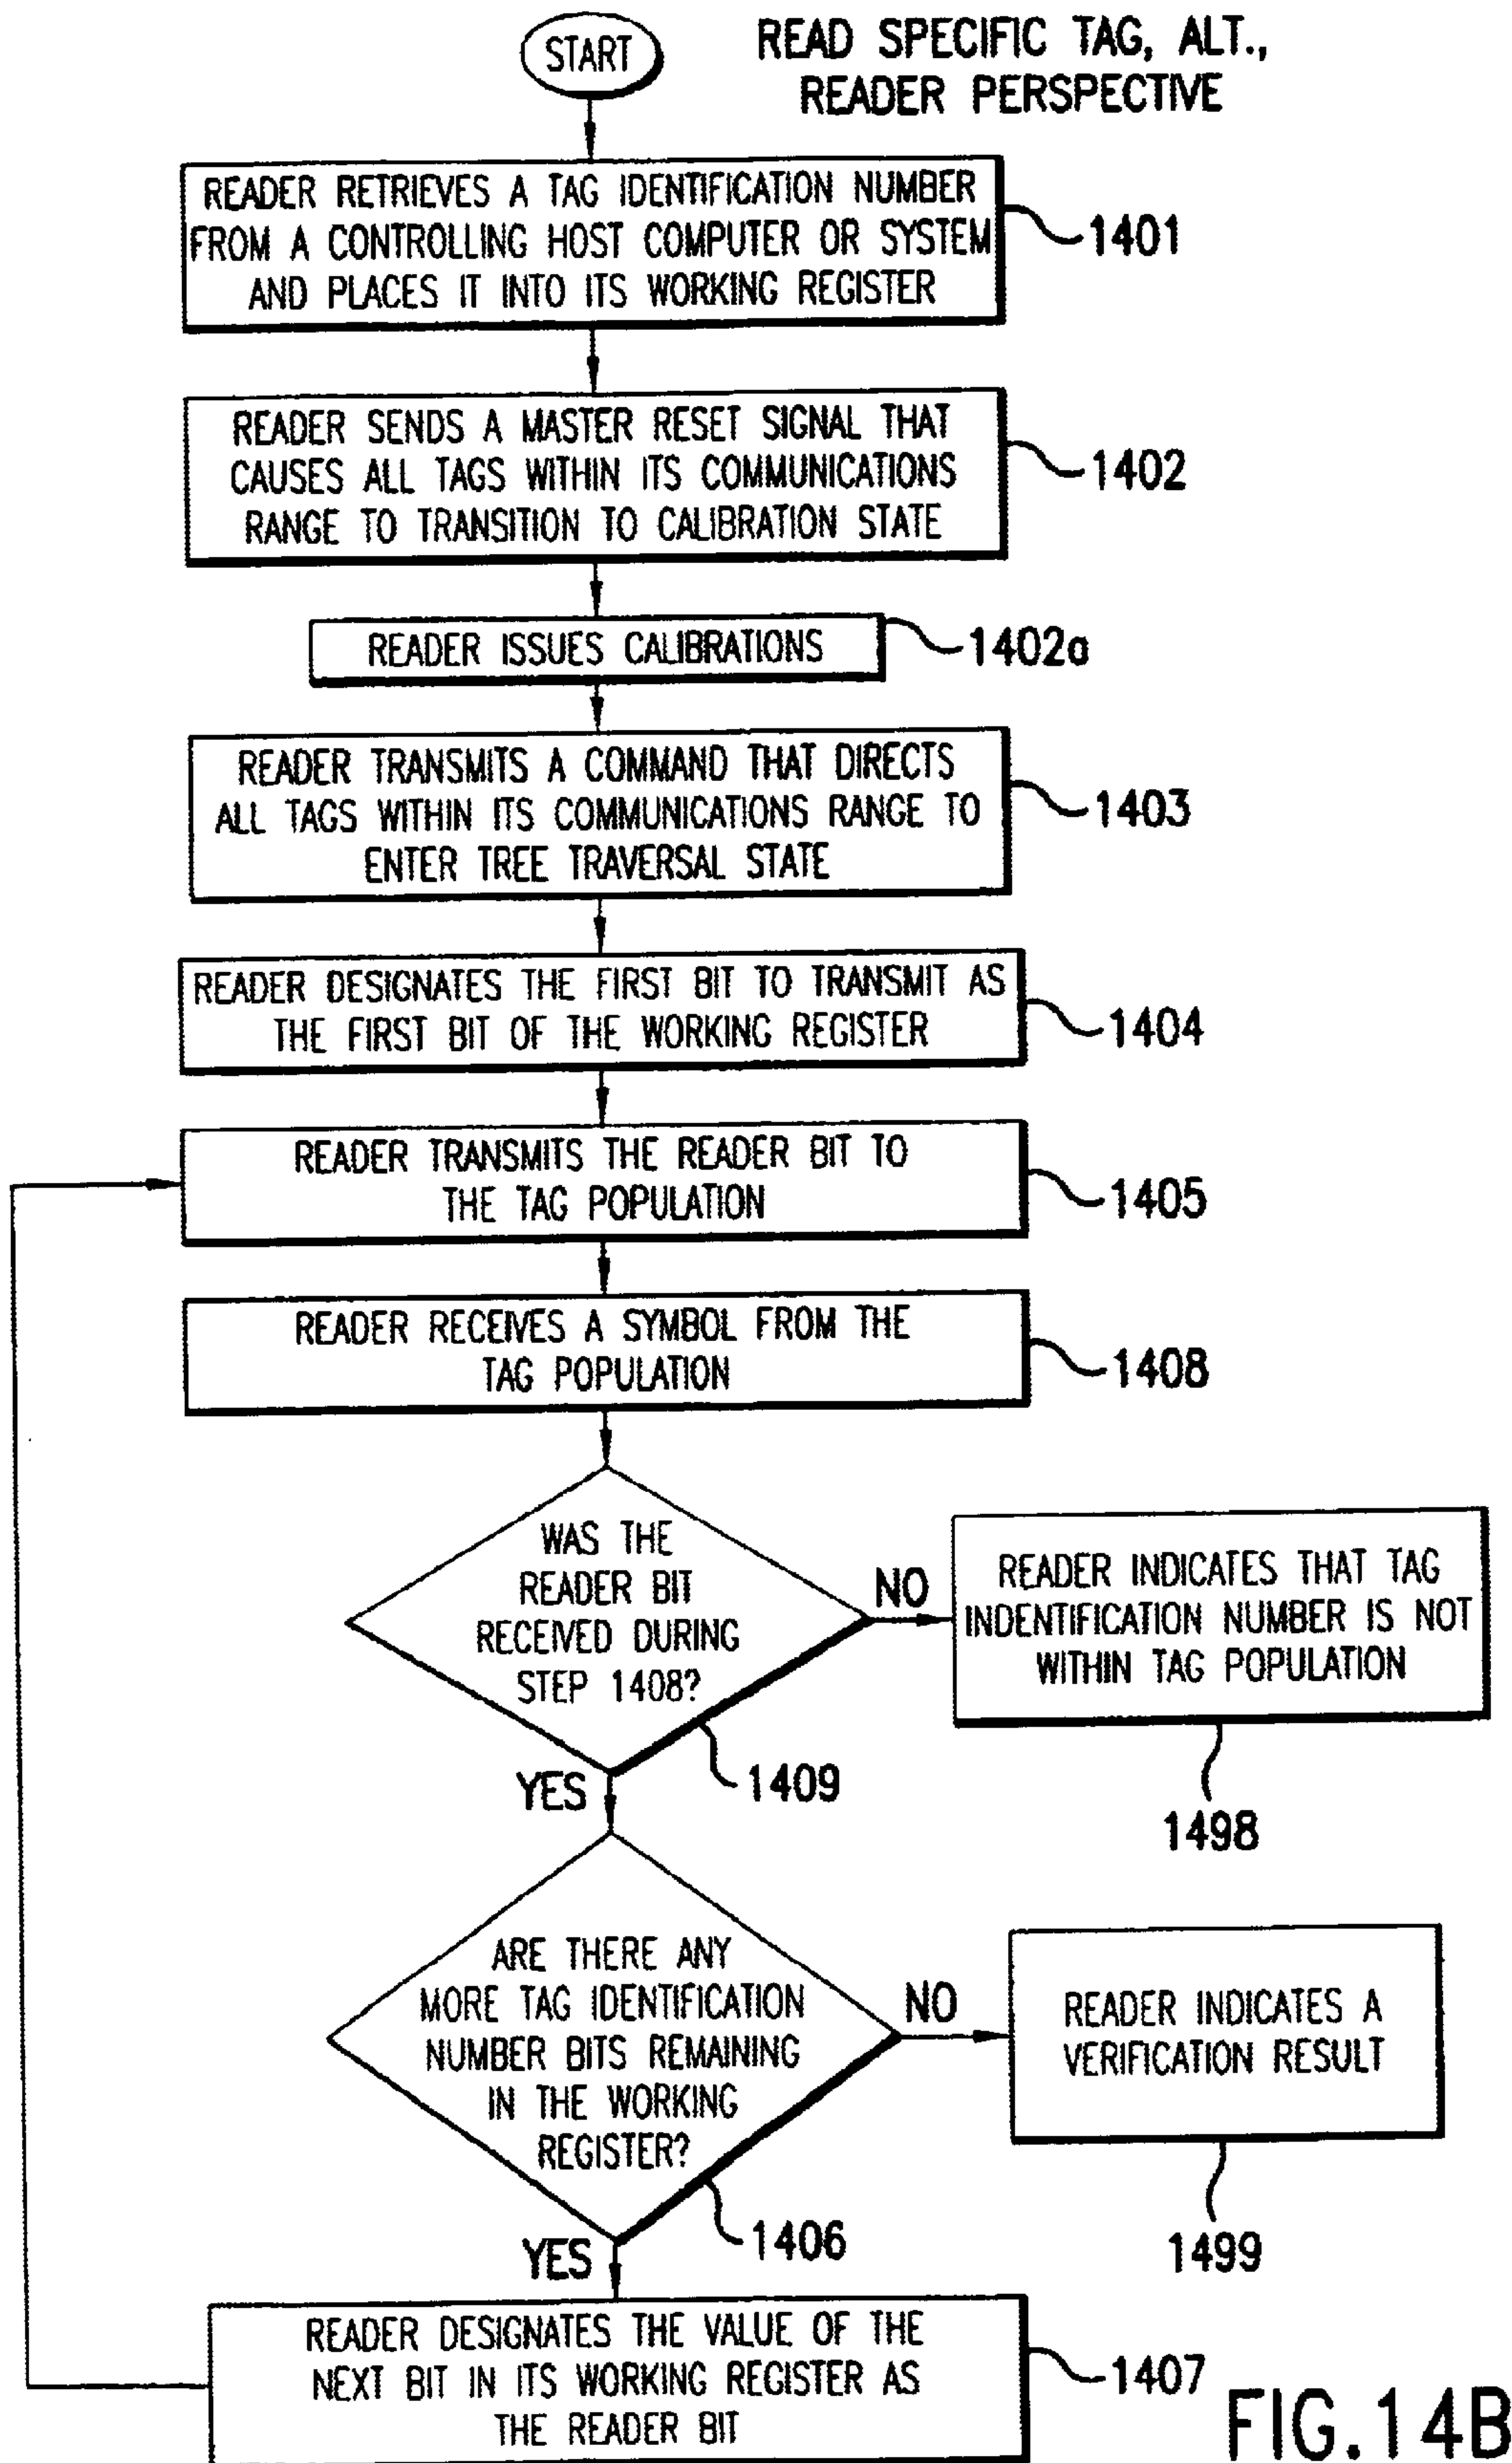 START
READ SPECIFIC TAG, ALT.,
READER PERSPECTIVE
READER RETRIEVES A TAG IDENTIFICATION NUMBER
FROM A CONTROLLING HOST COMPUTER OR SYSTEM
AND PLACES IT INTO ITS WORKING REGISTER
1401
READER SENDS A MASTER RESET SIGNAL THAT
CAUSES ALL TAGS WITHIN ITS COMMUNICATIONS
RANGE TO TRANSITION TO CALIBRATION STATE
1402
READER ISSUES CALIBRATIONS
1402a
READER TRANSMITS A COMMAND THAT DIRECTS
ALL TAGS WITHIN ITS COMMUNICATIONS RANGE TO
ENTER TREE TRAVERSAL STATE
1403
READER DESIGNATES THE FIRST BIT TO TRANSMIT AS
THE FIRST BIT OF THE WORKING REGISTER
1404
READER TRANSMITS THE READER BIT TO
THE TAG POPULATION
1405
READER RECEIVES A SYMBOL FROM THE
TAG POPULATION
1408
WAS THE
READER BIT
RECEIVED DURING
STEP 1408?
1409
NO
READER INDICATES THAT TAG
INDENTIFICATION NUMBER IS NOT
WITHIN TAG POPULATION
1498
YES
ARE THERE ANY
MORE TAG IDENTIFICATION
NUMBER BITS REMAINING
IN THE WORKING
REGISTER?
1406
NO
READER INDICATES A
VERIFICATION RESULT
1499
YES
READER DESIGNATES THE VALUE OF THE
NEXT BIT IN ITS WORKING REGISTER AS
THE READER BIT
1407
FIG.14B